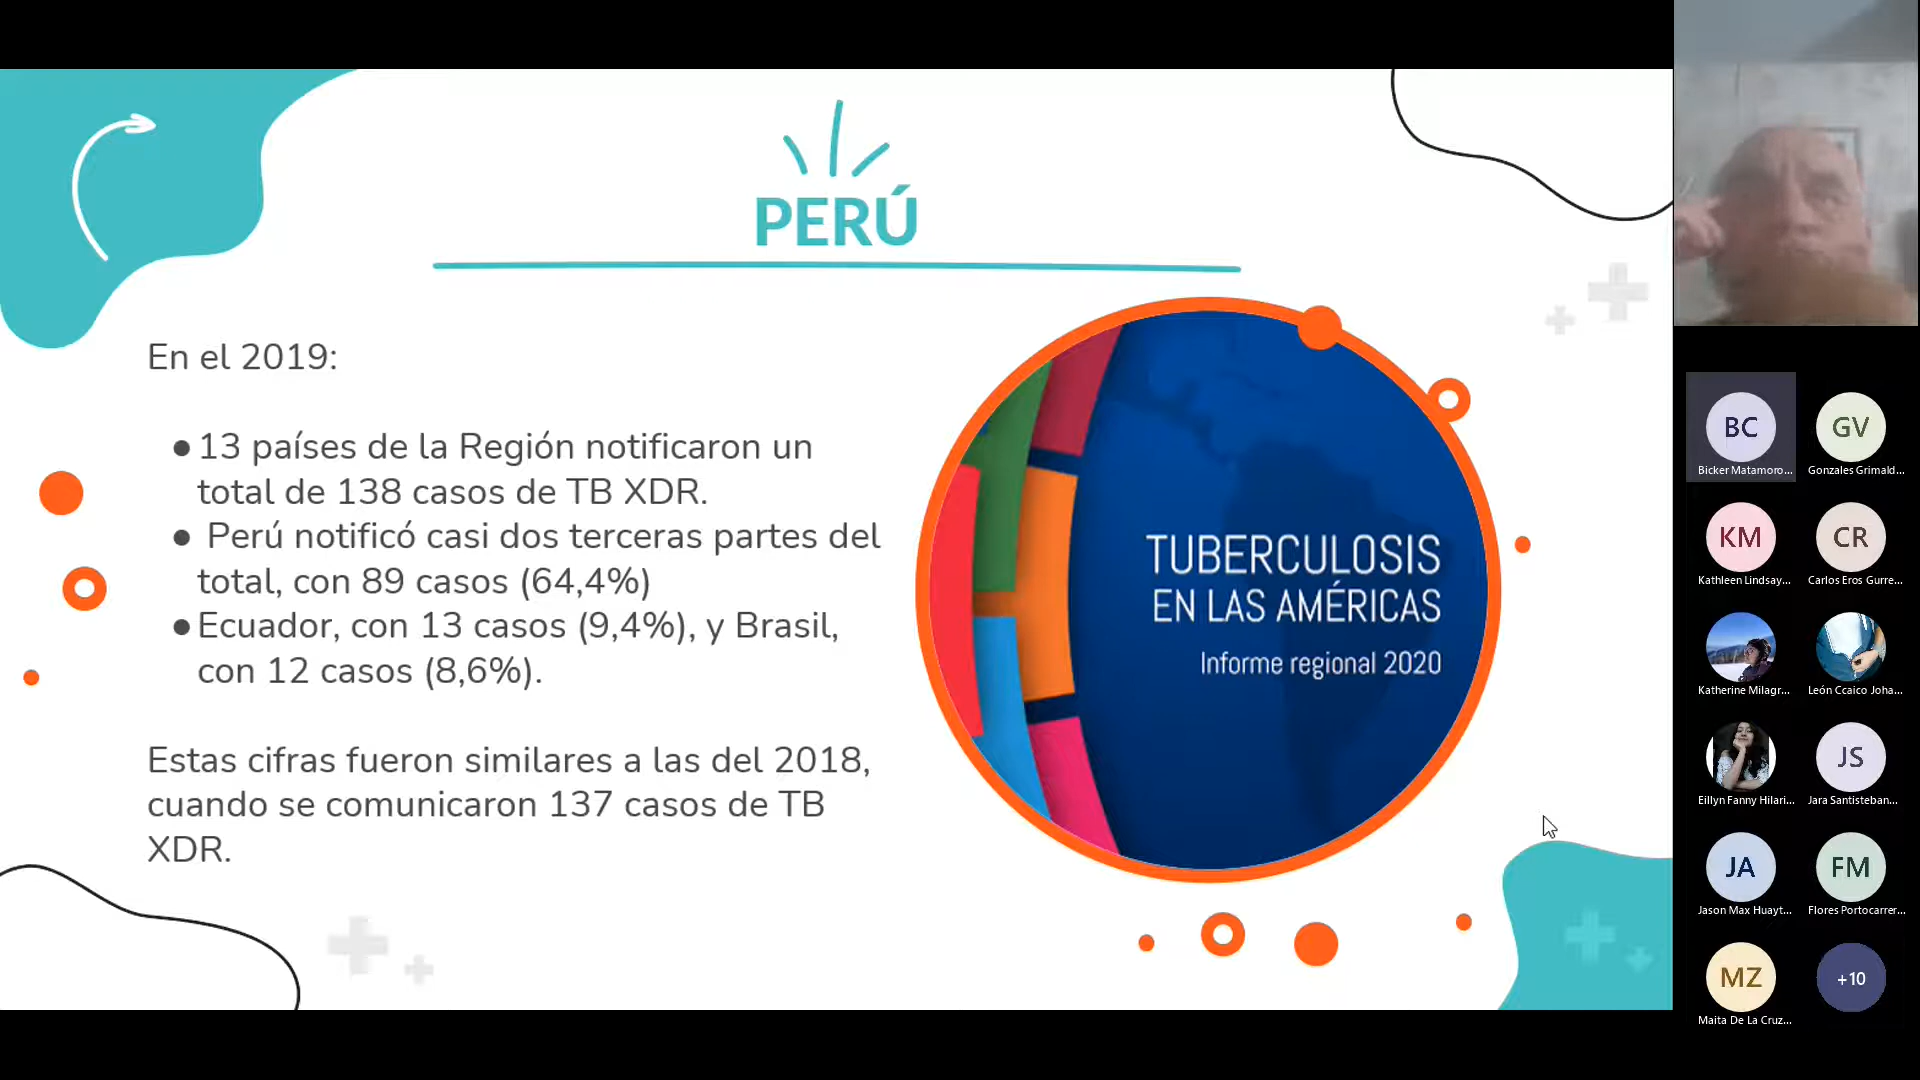 PERÚ
En el 2019:
● 13 países de la Región notificaron un
total de 138 casos de TB XDR.
● Perú notificó casi dos terceras partes del
total, con 89 casos (64,4%)
● Ecuador, con 13 casos (9,4%), y Brasil,
con 12 casos (8,6%).
Estas cifras fueron similares a las del 2018,
cuando se comunicaron 137 casos de TB
XDR.
TUBERCULOSIS
EN LAS AMÉRICAS
Informe regional 2020
BC
Bicker Matamoro...
GV
Gonzales Grimald...
KM
Kathleen Lindsay...
CR
Carlos Eros Gurre...
Katherine Milagr...
León Ccaico Joha...
Eillyn Fanny Hilari...
JS
Jara Santisteban...
JA
Jason Max Huayt...
FM
Flores Portocarrer...
MZ
Maita De La Cruz...
+10